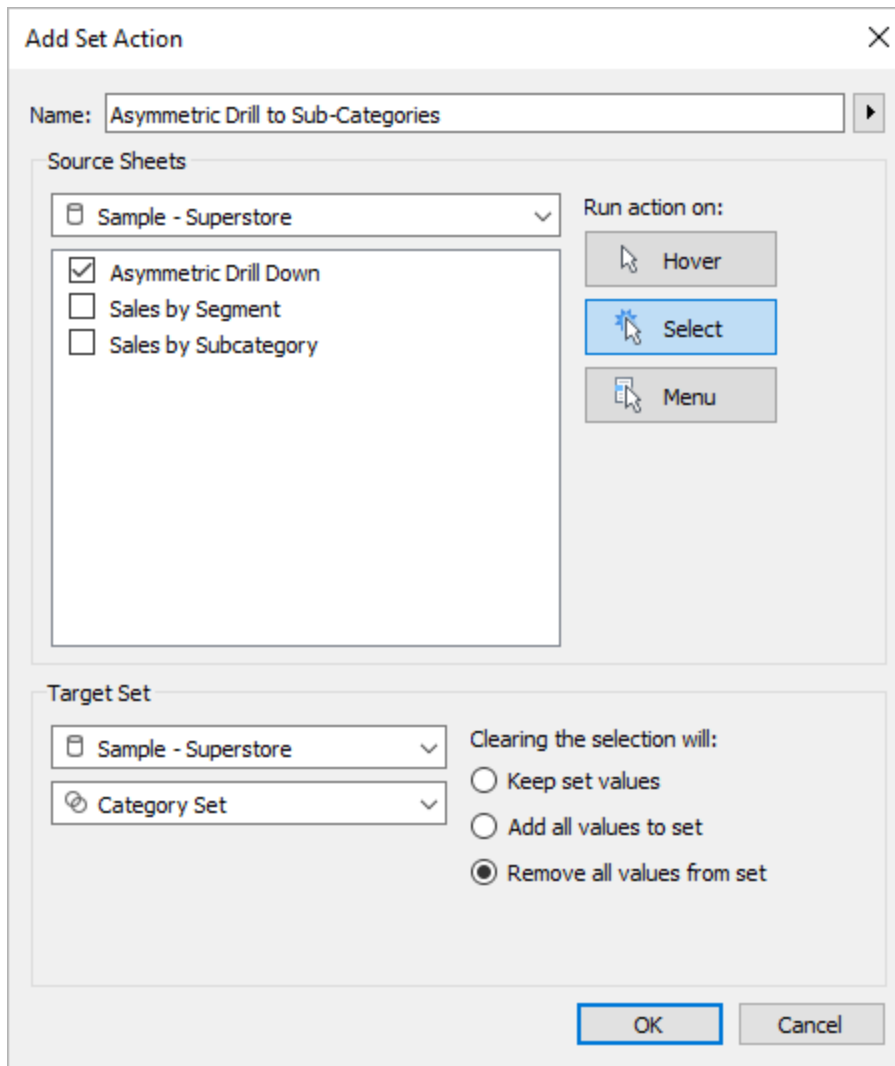 Add Set Action
Name: Asymmetric Drill to Sub-Categories
Source Sheets
Sample - Superstore
Run action on:
Asymmetric Drill Down
Sales by Segment
Sales by Subcategory
Hover
Select
Menu
Target Set
Sample - Superstore
Category Set
Clearing the selection will:
Keep set values
Add all values to set
Remove all values from set
OK
Cancel